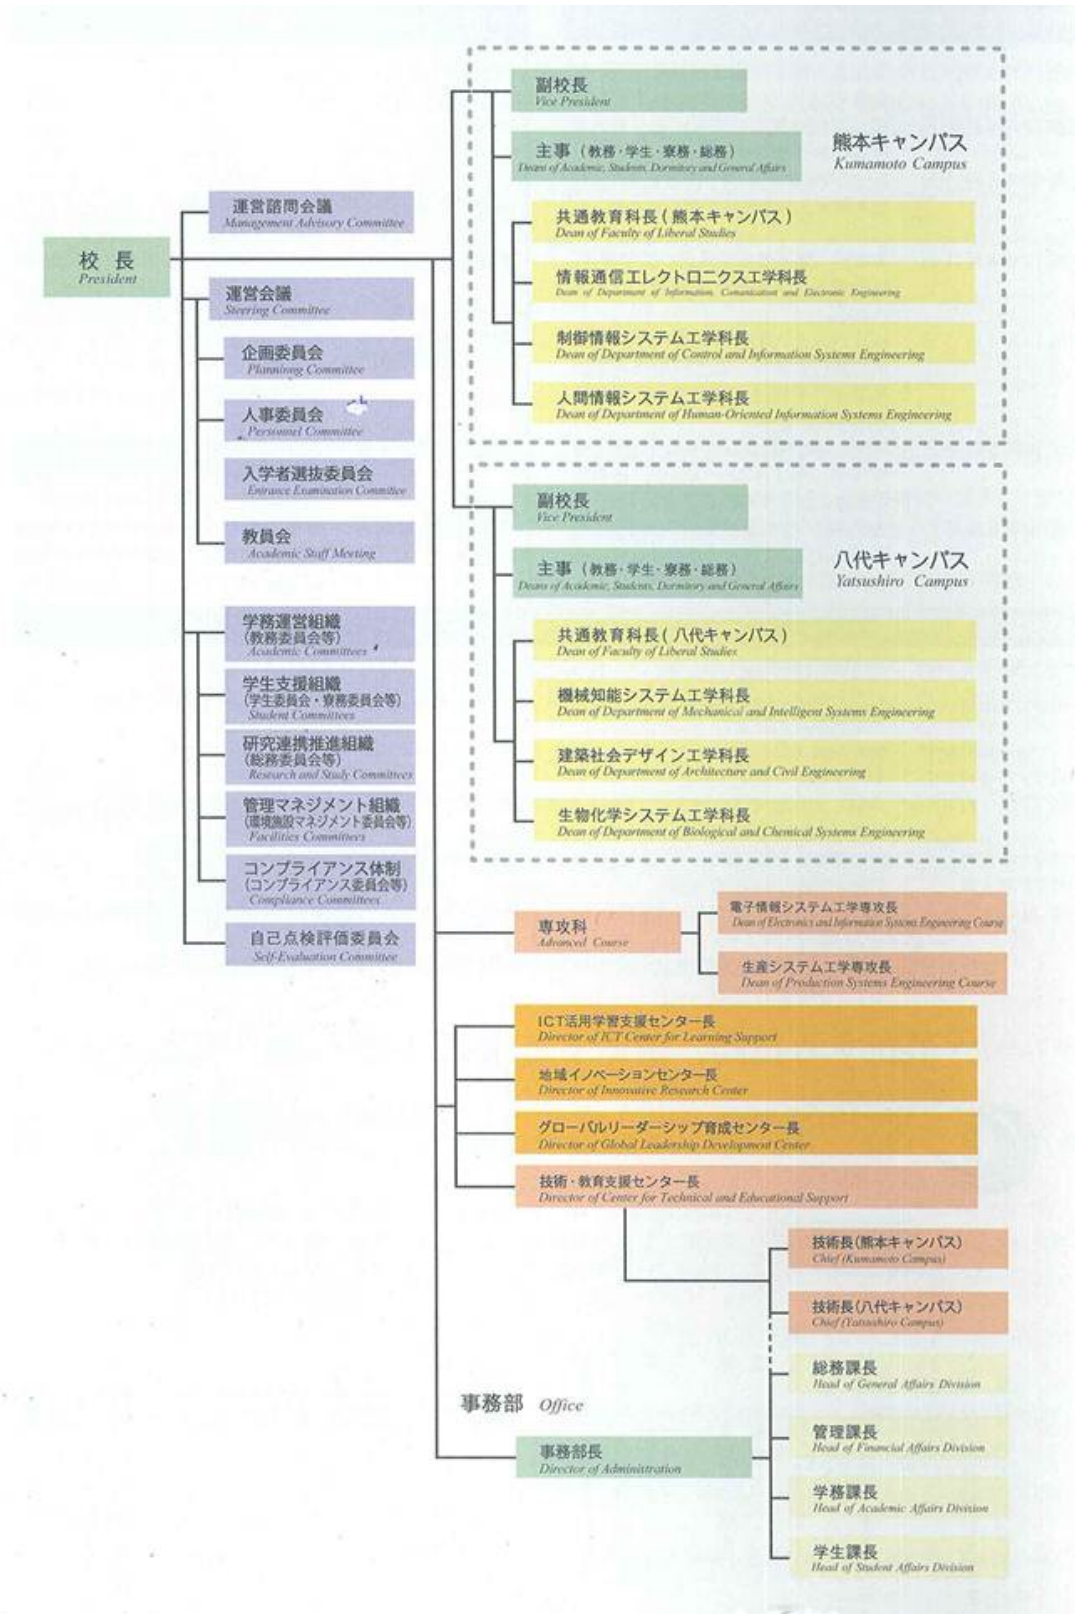 校 長
President
運営諮問会議
Management Advisory Committee
運営会議
Steering Committee
企画委員会
Planninng Committee
人事委員会
Personnel Committee
入学者選抜委員会
Entrance Examination Committee
教員会
Academic Staff Meeting
学務運営組織
(教務委員会等)
Academic Committees
学生支援組織
(学生委員会・寮務委員会等)
Student Committees
研究連携推進組織
(総務委員会等)
Research and Study Committees
管理マネジメント組織
(環境施設マネジメント委員会等)
Facilities Committees
コンプライアンス体制
(コンプライアンス委員会等)
Compliance Committees
自己点検評価委員会
Self-Evaluation Committee
熊本キャンパス
Kumamoto Campus
副校長
Vice President
主事（教務・学生・寮務・総務）
Deans of Academic, Students, Dormitory and General Affairs
共通教育科長(熊本キャンパス)
Dean of Faculty of Liberal Studies
情報通信エレクトロニクス工学科長
Dean of Department of Information, Comunication and Electronic Engineering
制御情報システム工学科長
Dean of Department of Control and Information Systems Engineering
人間情報システム工学科長
Dean of Department of Human-Oriented Information Systems Engineering
八代キャンパス
Yatsushiro Campus
副校長
Vice President
主事（教務・学生・寮務・総務）
Deans of Academic, Students, Dormitory and General Affairs
共通教育科長(八代キャンパス)
Dean of Faculty of Liberal Studies
機械知能システム工学科長
Dean of Department of Mechanical and Intelligent Systems Engineering
建築社会デザイン工学科長
Dean of Department of Architecture and Civil Engineering
生物化学システム工学科長
Dean of Department of Biological and Chemical Systems Engineering
専攻科
Advanced Course
電子情報システム工学専攻長
Dean of Electronics and Information Systems Engineering Course
生産システム工学専攻長
Dean of Production Systems Engineering Course
ICT活用学習支援センター長
Director of ICT Center for Learning Support
地域イノベーションセンター長
Director of Innovative Research Center
グローバルリーダーシップ育成センター長
Director of Global Leadership Development Center
技術・教育支援センター長
Director of Center for Technical and Educational Support
技術長(熊本キャンパス)
Chief (Kumamoto Campus)
技術長(八代キャンパス)
Chief (Yatsushiro Campus)
事務部 Office
事務部長
Director of Administration
総務課長
Head of General Affairs Division
管理課長
Head of Financial Affairs Division
学務課長
Head of Academic Affairs Division
学生課長
Head of Student Affairs Division